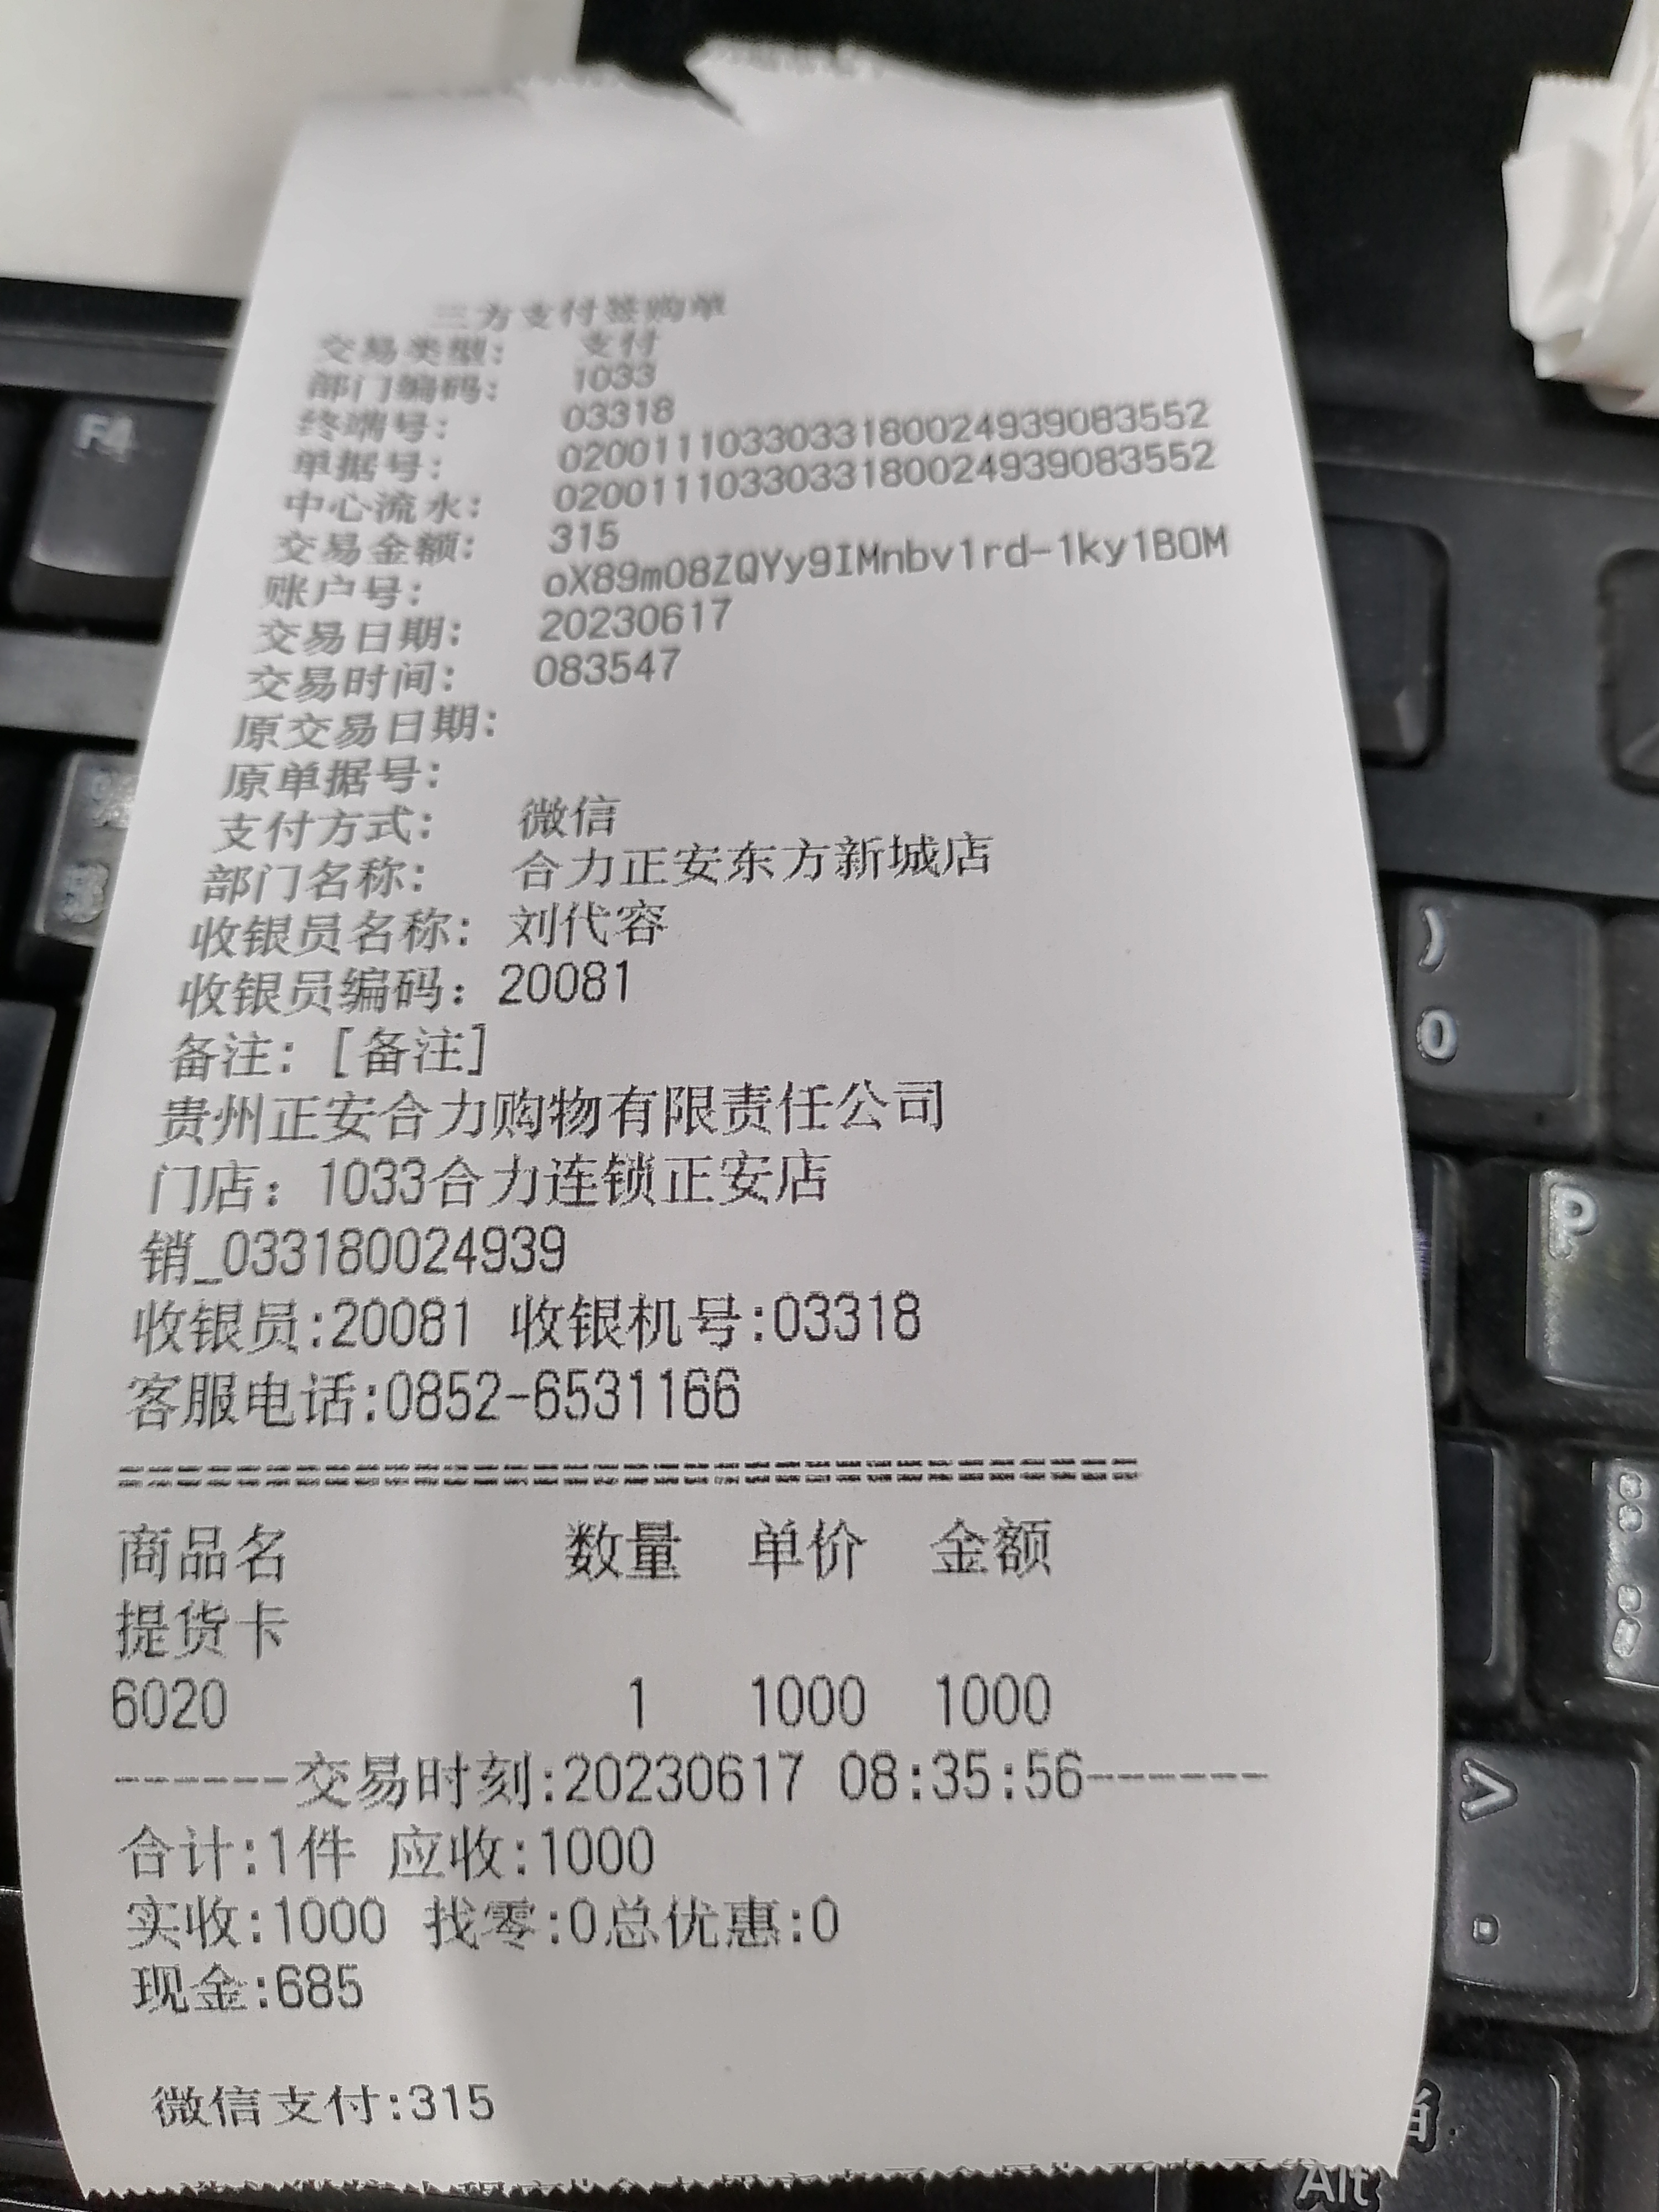 三方支付签购单
交易类型： 支付
部门编码： 1033
终端号： 03318
单据号： 0200111033033180024939083552
中心流水： 0200111033033180024939083552
交易金额： 315
账户号： oX89m08ZQYy9IMnbv1rd-1ky1BOM
交易日期： 20230617
交易时间： 083547
原交易日期：
原单据号：
支付方式： 微信
部门名称： 合力正安东方新城店
收银员名称： 刘代容
收银员编码： 20081
备注： [备注]
贵州正安合力购物有限责任公司
门店： 1033合力连锁正安店
销_033180024939
收银员:20081 收银机号:03318
客服电话:0852-6531166
商品名 数量 单价 金额
提货卡
6020 1 1000 1000
------交易时刻:20230617 08:35:56------
合计:1件 应收:1000
实收:1000 找零:0总优惠:0
现金:685
微信支付:315
F4
)
0
P
Alt